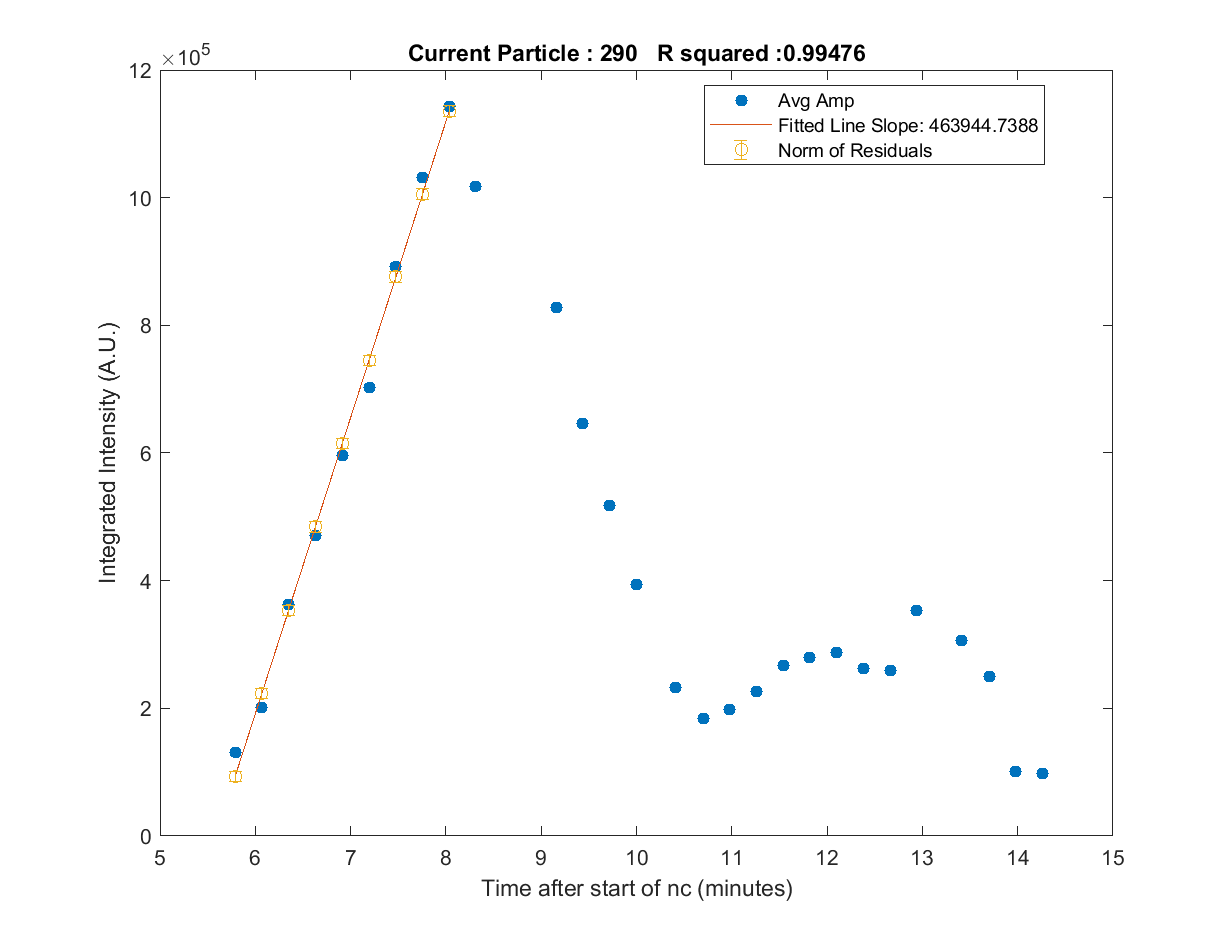 Current Particle : 290   R squared :0.99476
×10^5
12
10
8
6
4
2
0
Integrated Intensity (A.U.)
Avg Amp
Fitted Line Slope: 463944.7388
Norm of Residuals
5 6 7 8 9 10 11 12 13 14 15
Time after start of nc (minutes)